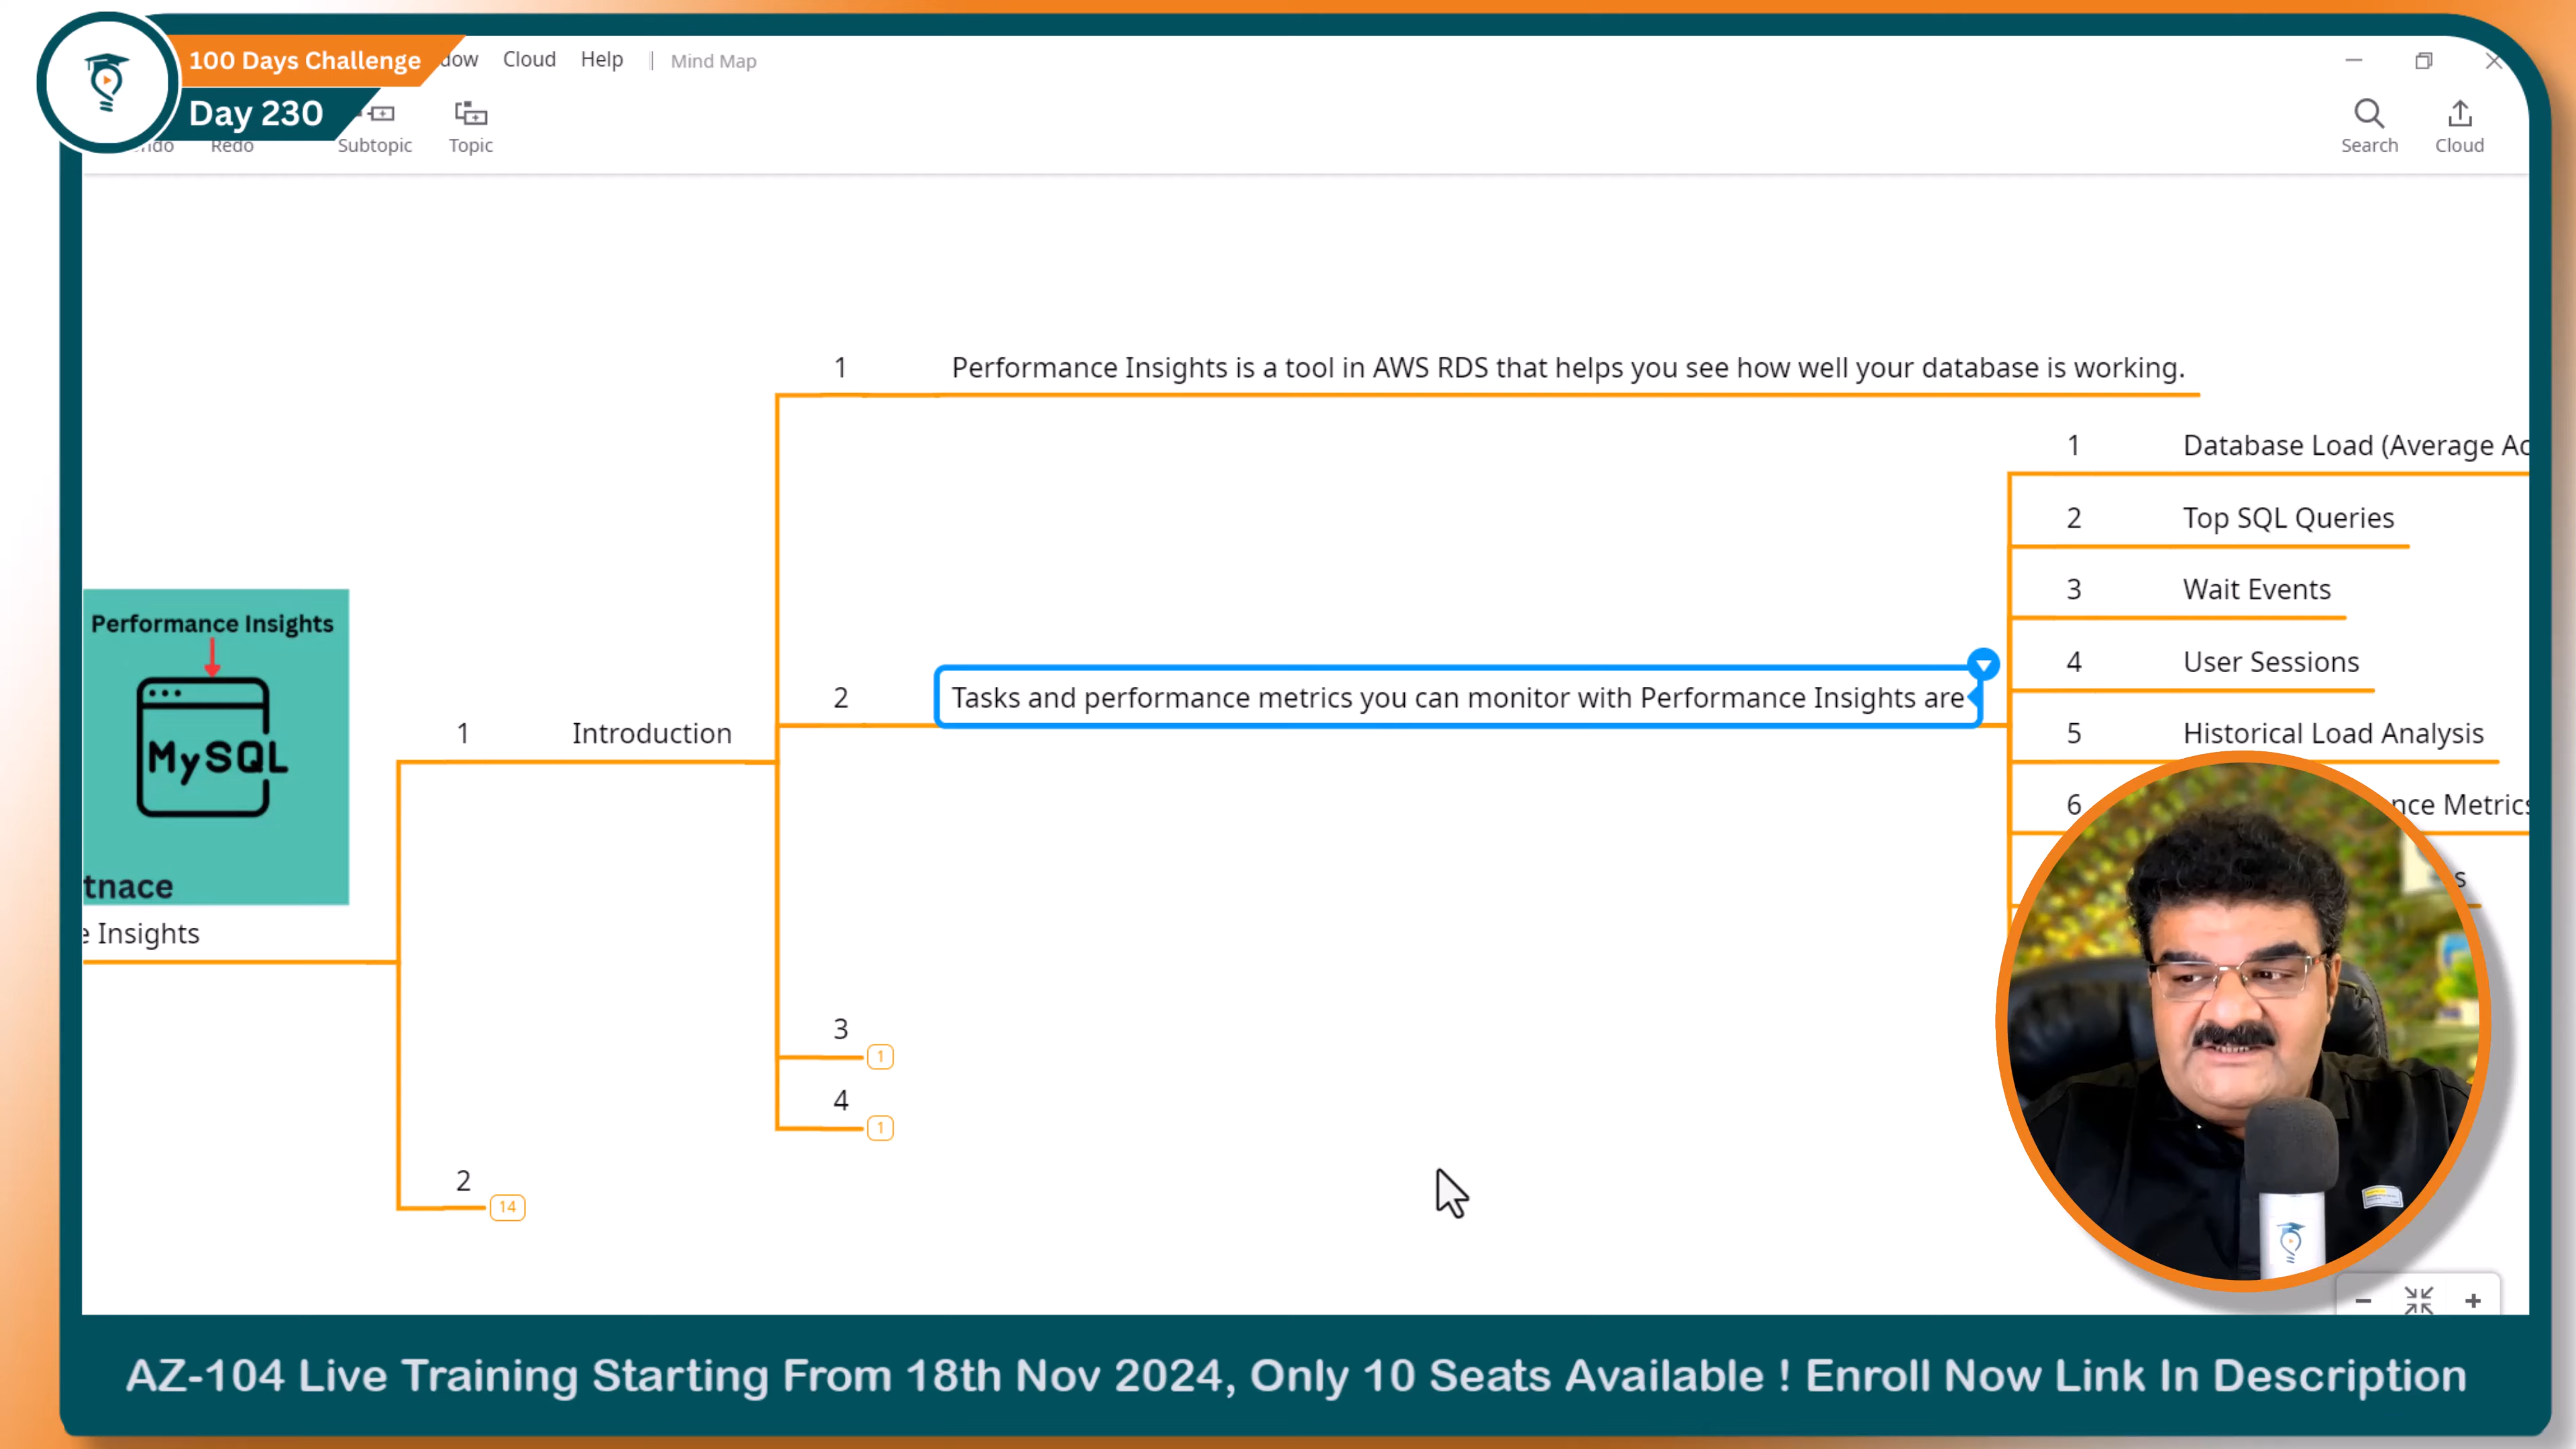 100 Days Challenge
Day 230
Cloud Help | Mind Map
Redo Subtopic Topic Search Cloud
1 Performance Insights is a tool in AWS RDS that helps you see how well your database is working.
1 Database Load (Average
2 Top SQL Queries
3 Wait Events
4 User Sessions
2 Tasks and performance metrics you can monitor with Performance Insights are
5 Historical Load Analysis
6 Metrics
Performance Insights
MySQL
tnace
Insights
1 Introduction
3 1
4 1
2 14
AZ-104 Live Training Starting From 18th Nov 2024, Only 10 Seats Available ! Enroll Now Link In Description